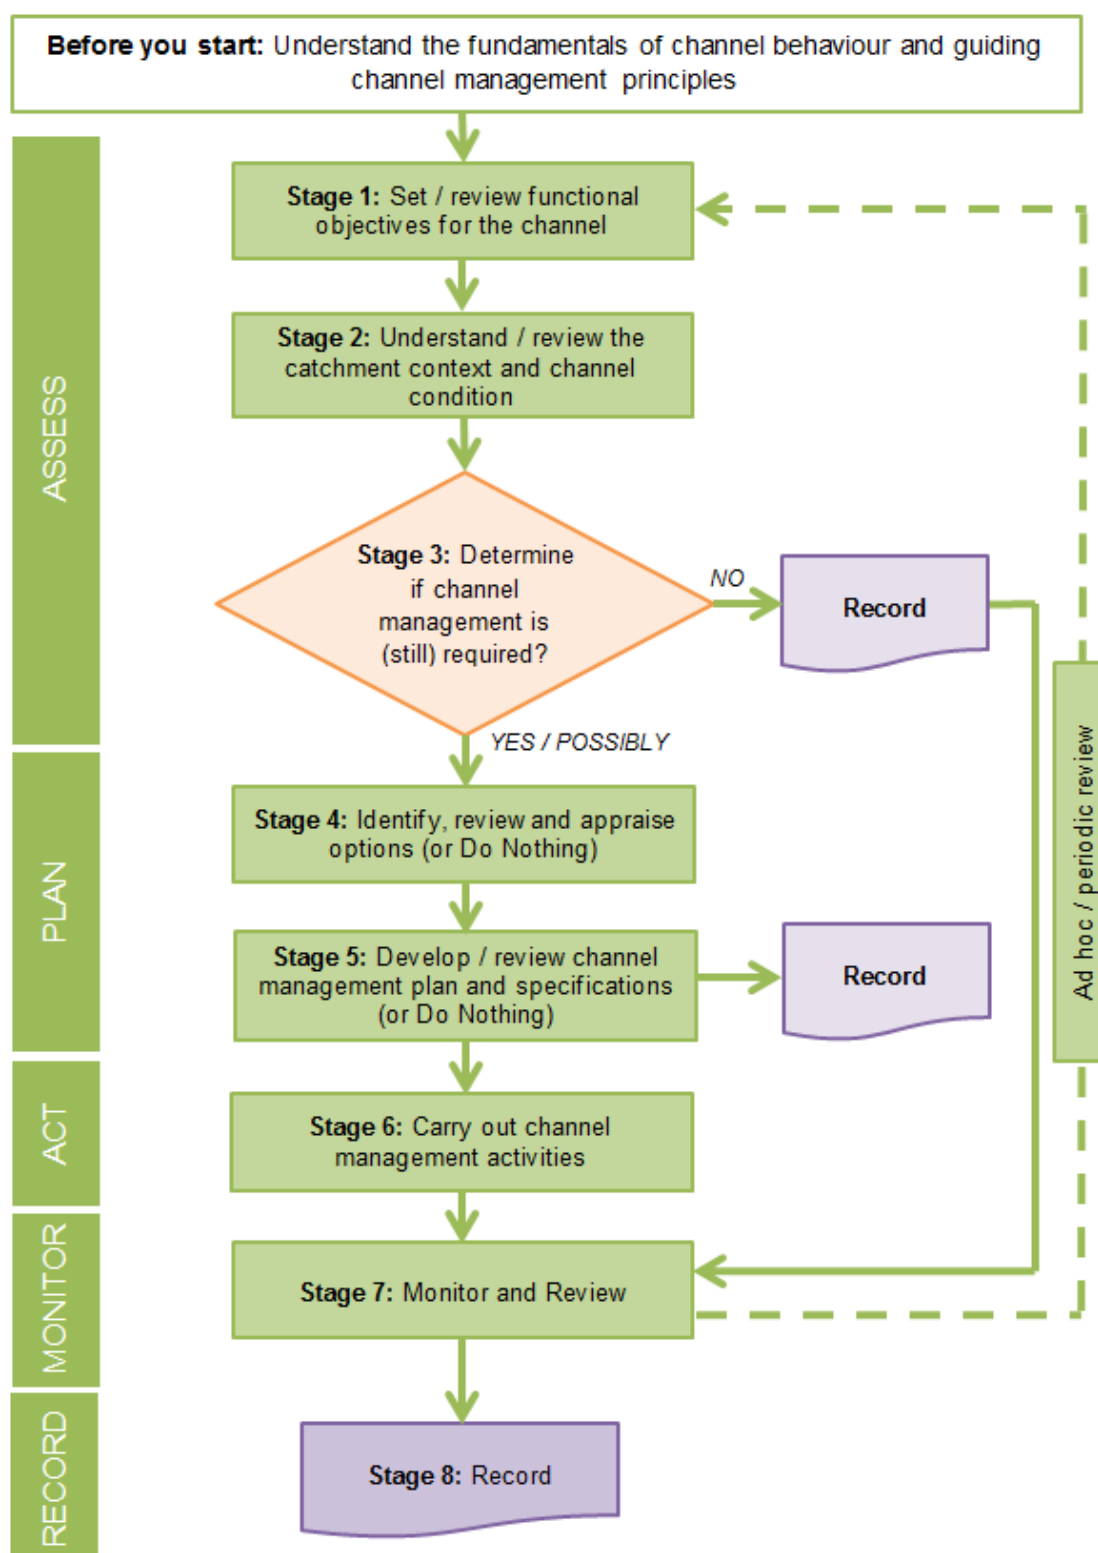 Before you start: Understand the fundamentals of channel behaviour and guiding
channel management principles
ASSESS
Stage 1: Set / review functional
objectives for the channel
Stage 2: Understand / review the
catchment context and channel
condition
Stage 3: Determine
if channel
management is
(still) required?
NO
Record
YES / POSSIBLY
PLAN
Stage 4: Identify, review and appraise
options (or Do Nothing)
Stage 5: Develop / review channel
management plan and specifications
(or Do Nothing)
Record
Ad hoc / periodic review
ACT
Stage 6: Carry out channel
management activities
MONITOR
Stage 7: Monitor and Review
RECORD
Stage 8: Record